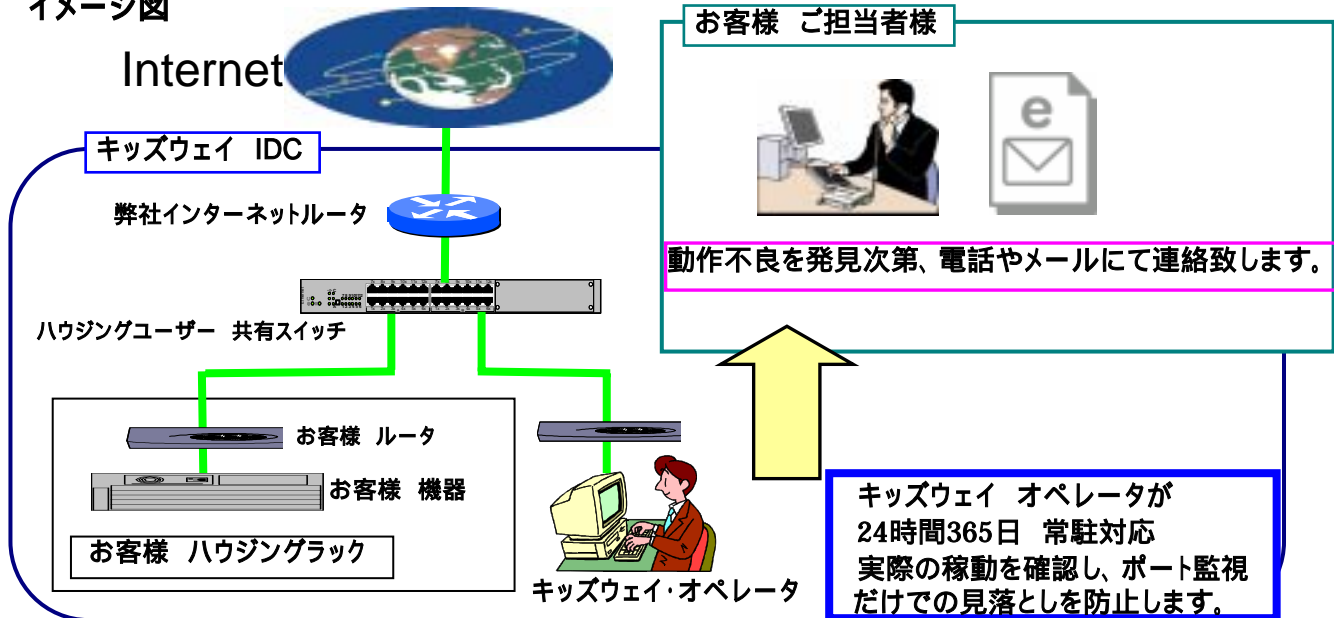 イメージ図
Internet
お客様 ご担当者様
e
キッズウェイ IDC
弊社インターネットルータ
動作不良を発見次第、電話やメールにて連絡致します。
ハウジングユーザー 共有スイッチ
お客様 ルータ
お客様 機器
お客様 ハウジングラック
キッズウェイ・オペレータ
キッズウェイ オペレータが
24時間365日 常駐対応
実際の稼動を確認し、ポート監視
だけでの見落としを防止します。